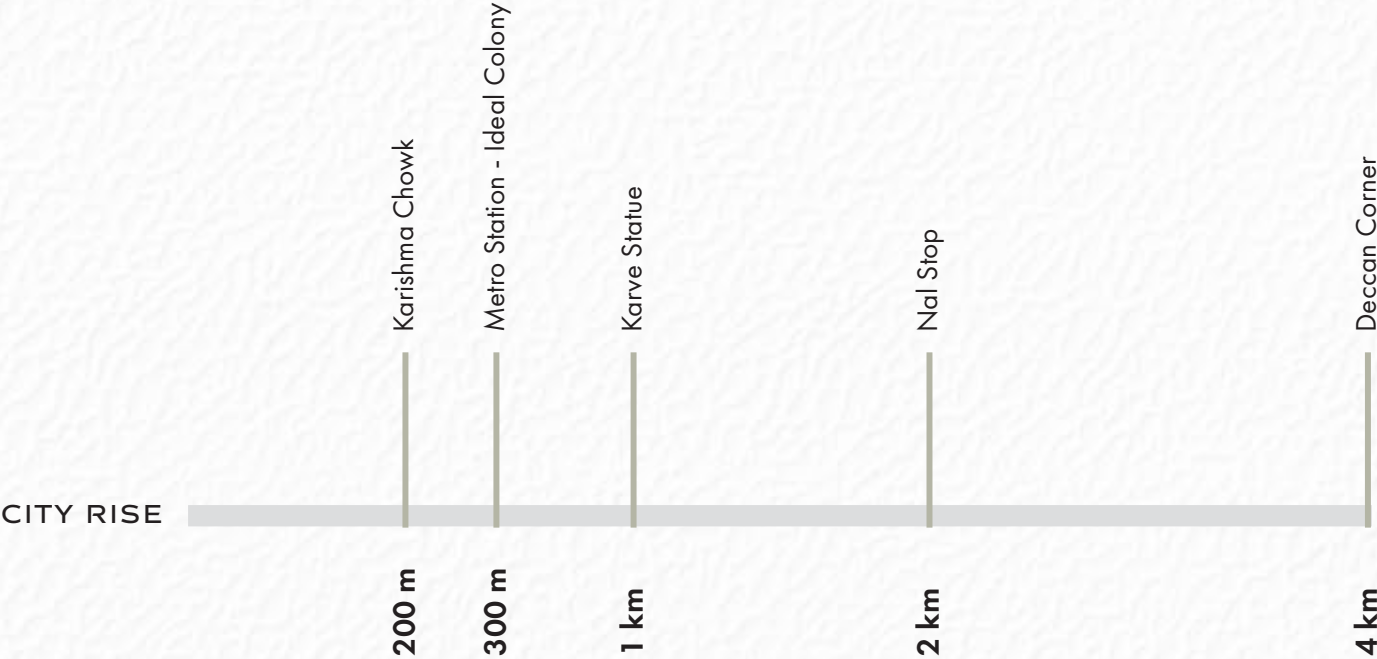 Karishma Chowk
Metro Station - Ideal Colony
Karve Statue
Nal Stop
Deccan Corner
CITY RISE
200 m
300 m
1 km
2 km
4 km